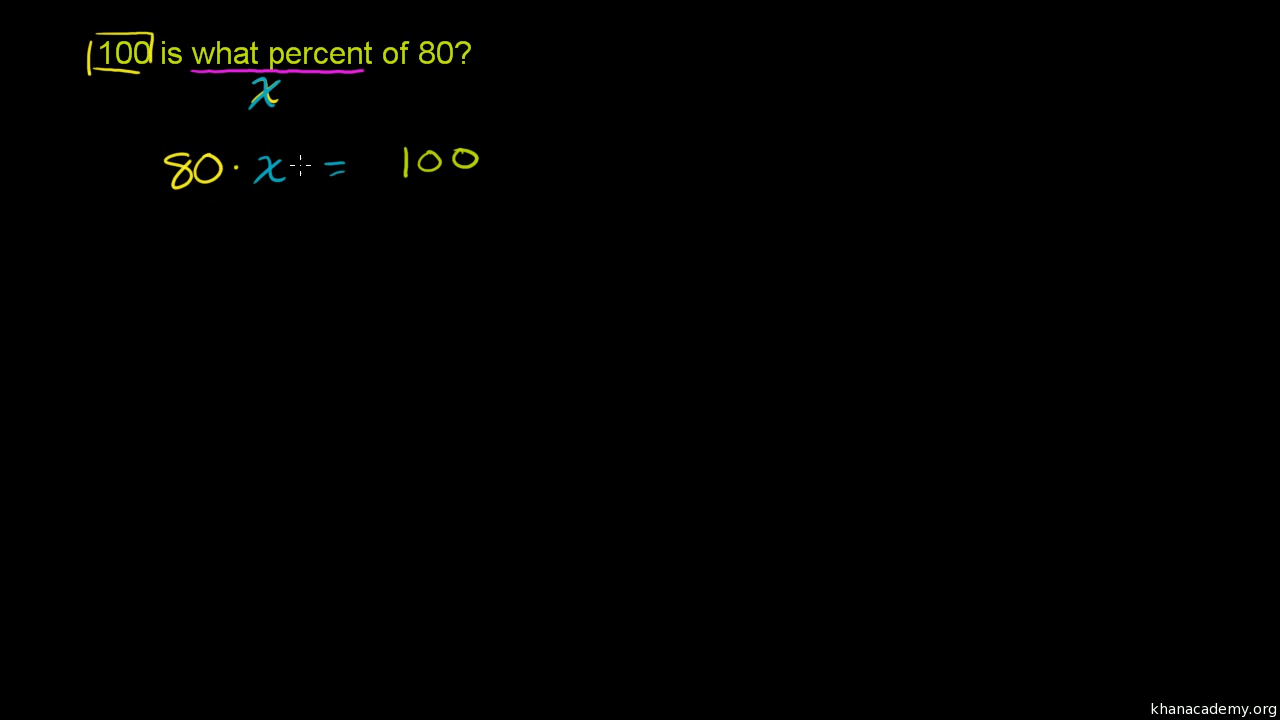 100 is what percent of 80?
x
80 · x = 100
khanacademy.org